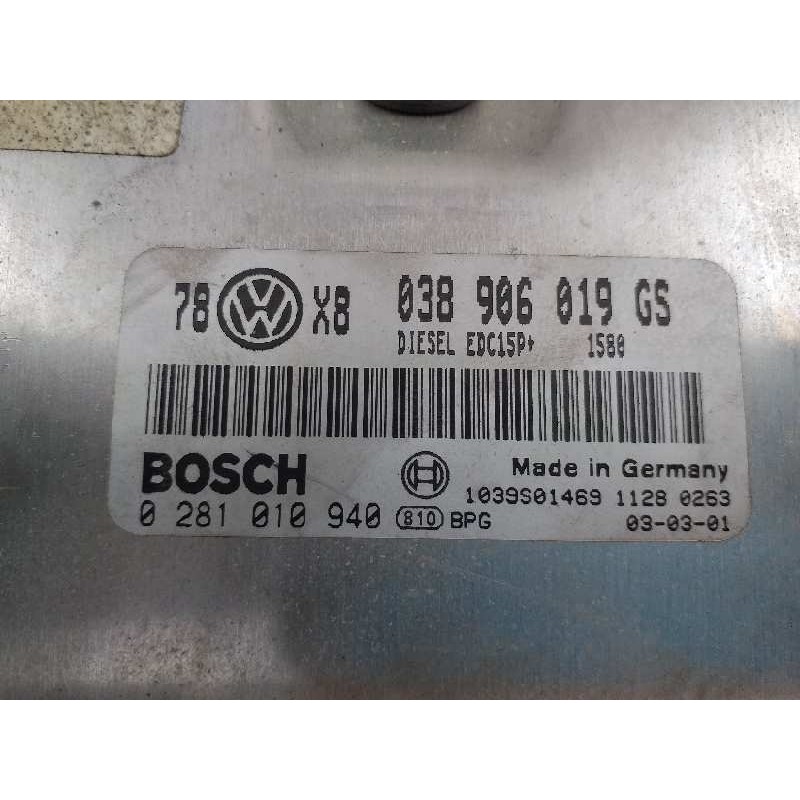 78 VW X8 038 906 019 GS
DIESEL EDC15P+ 1580
BOSCH Made in Germany
1039S01469 1128 0263
0 281 010 940 810 BPG 03-03-01